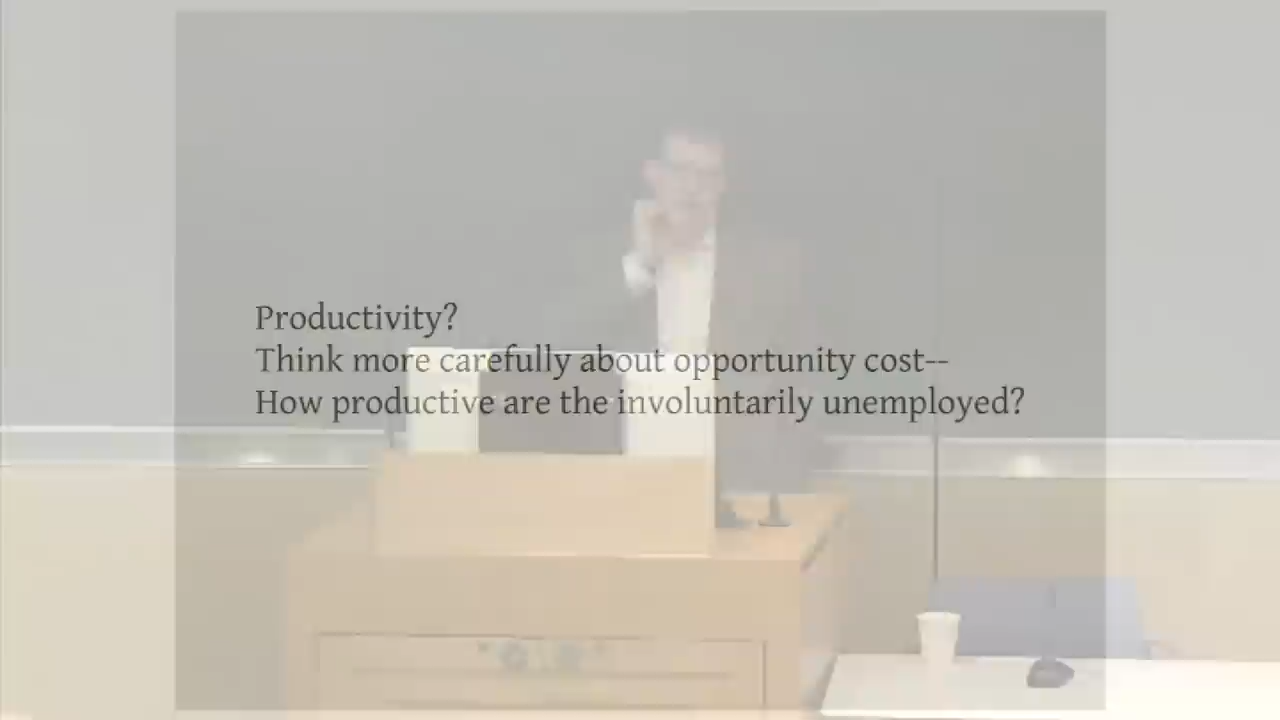 Productivity?
Think more carefully about opportunity cost--
How productive are the involuntarily unemployed?